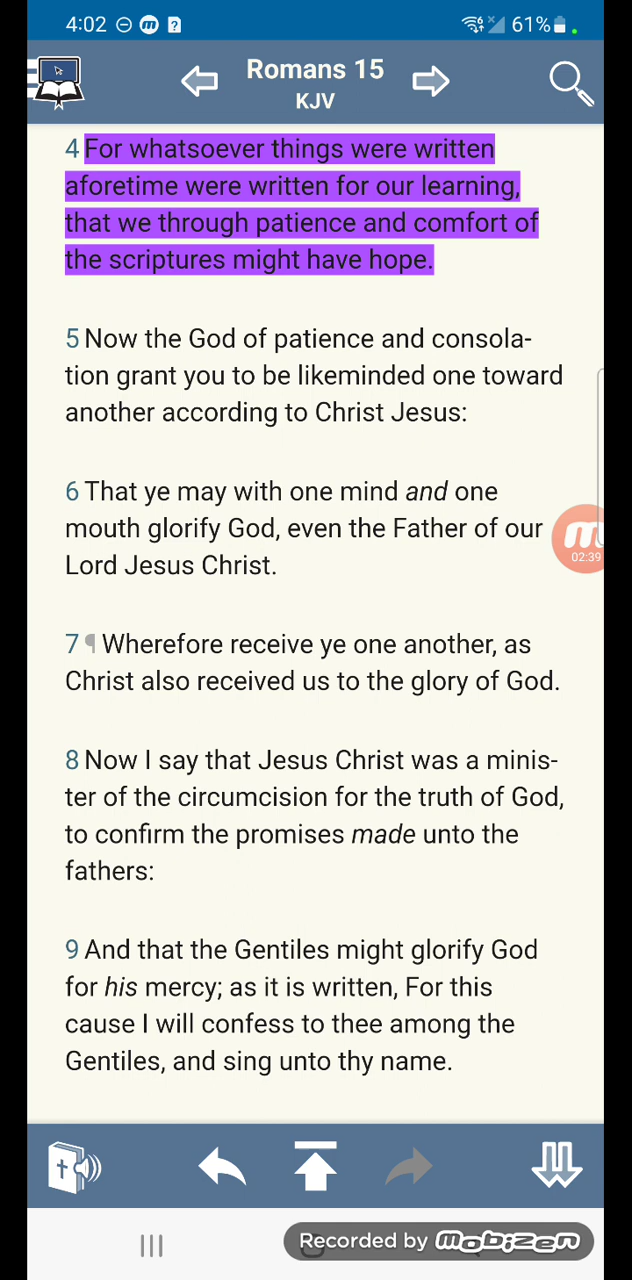 4:02 61%
Romans 15
KJV
4 For whatsoever things were written
aforetime were written for our learning,
that we through patience and comfort of
the scriptures might have hope.
5 Now the God of patience and consola-
tion grant you to be likeminded one toward
another according to Christ Jesus:
6 That ye may with one mind and one
mouth glorify God, even the Father of our
Lord Jesus Christ.
02:39
7 ¶ Wherefore receive ye one another, as
Christ also received us to the glory of God.
8 Now I say that Jesus Christ was a minis-
ter of the circumcision for the truth of God,
to confirm the promises made unto the
fathers:
9 And that the Gentiles might glorify God
for his mercy; as it is written, For this
cause I will confess to thee among the
Gentiles, and sing unto thy name.
Recorded by mobizen